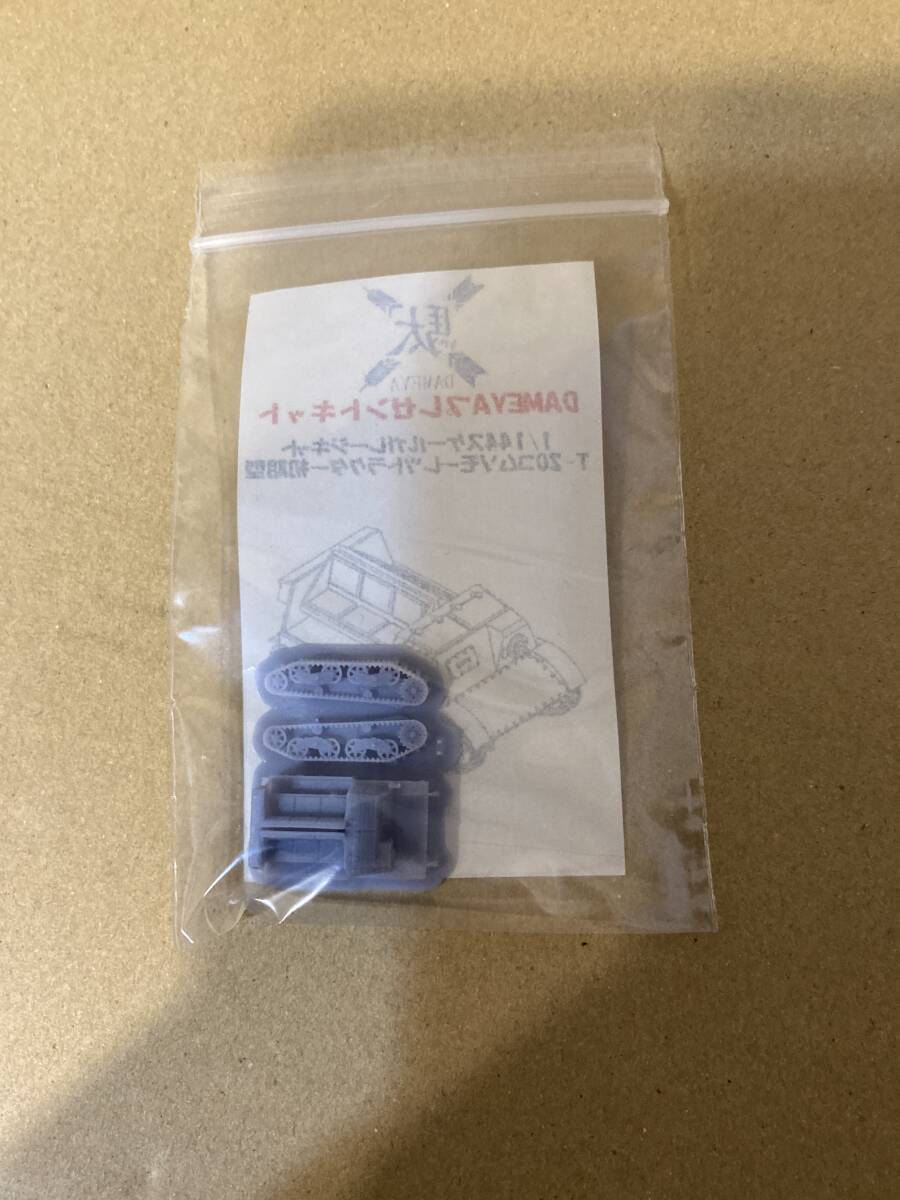 駄
DAMEYA
DAMEYAプレゼントキット
1/144スケールガレージキット
T-20コムソモーレツトラクター初期型